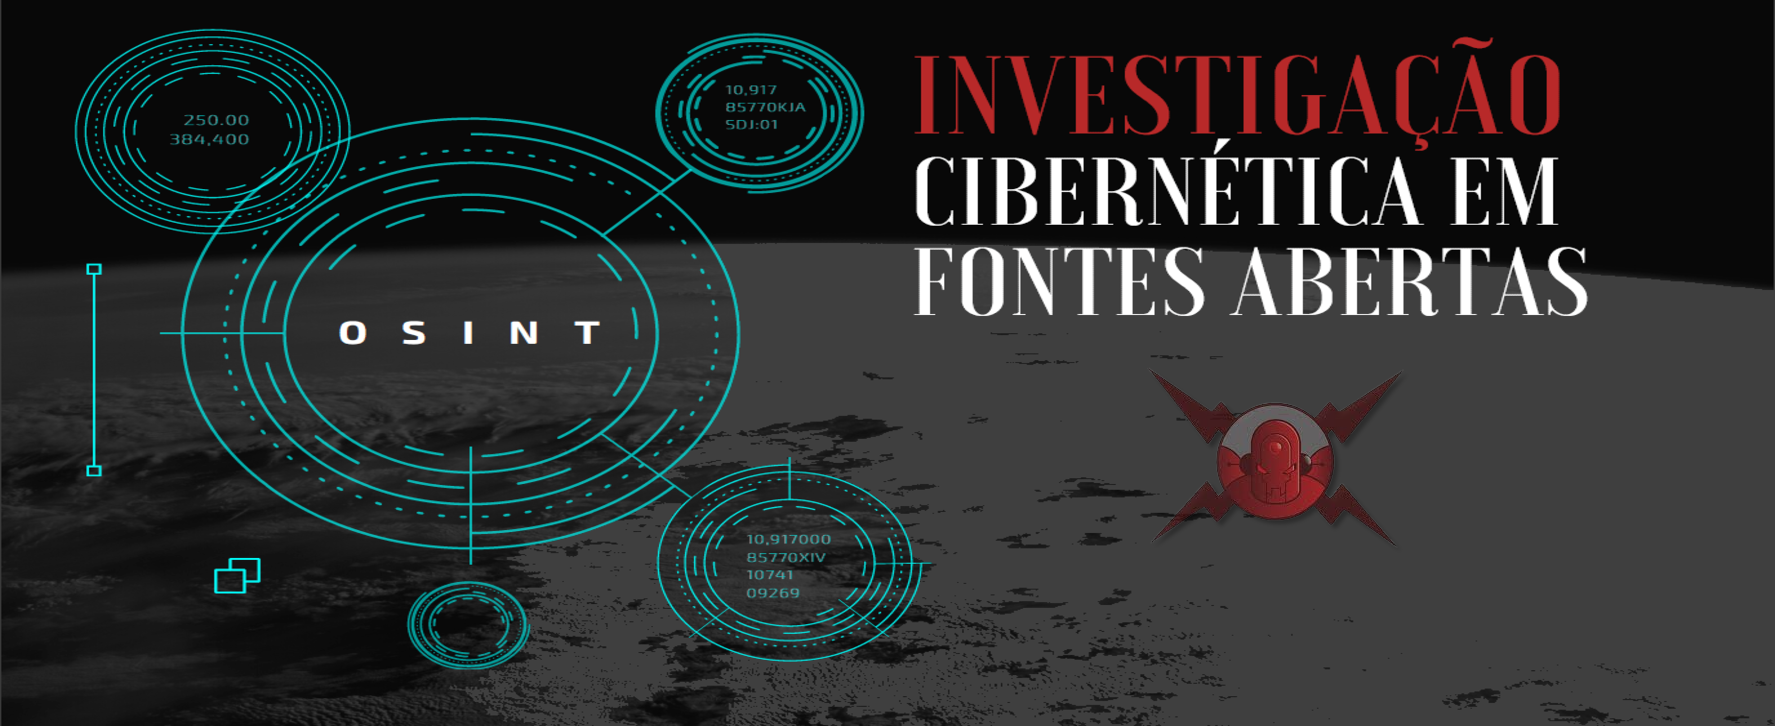 250.00
384,400
10,917
85770KJA
SDJ:01
INVESTIGAÇÃO
CIBERNÉTICA EM
FONTES ABERTAS
OSINT
10,917000
85770XIV
10741
09269